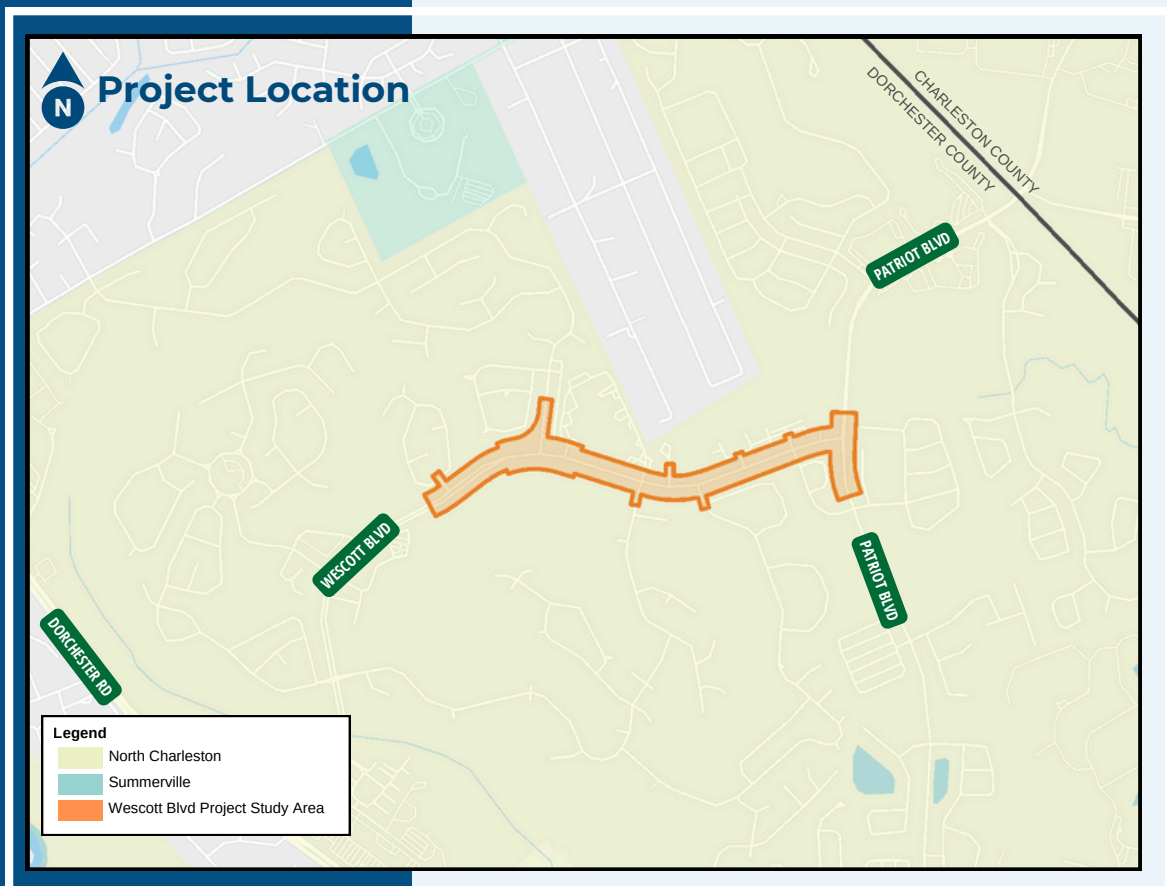 N
Project Location
CHARLESTON COUNTY
DORCHESTER COUNTY
PATRIOT BLVD
WESCOTT BLVD
PATRIOT BLVD
DORCHESTER RD
Legend
North Charleston
Summerville
Wescott Blvd Project Study Area